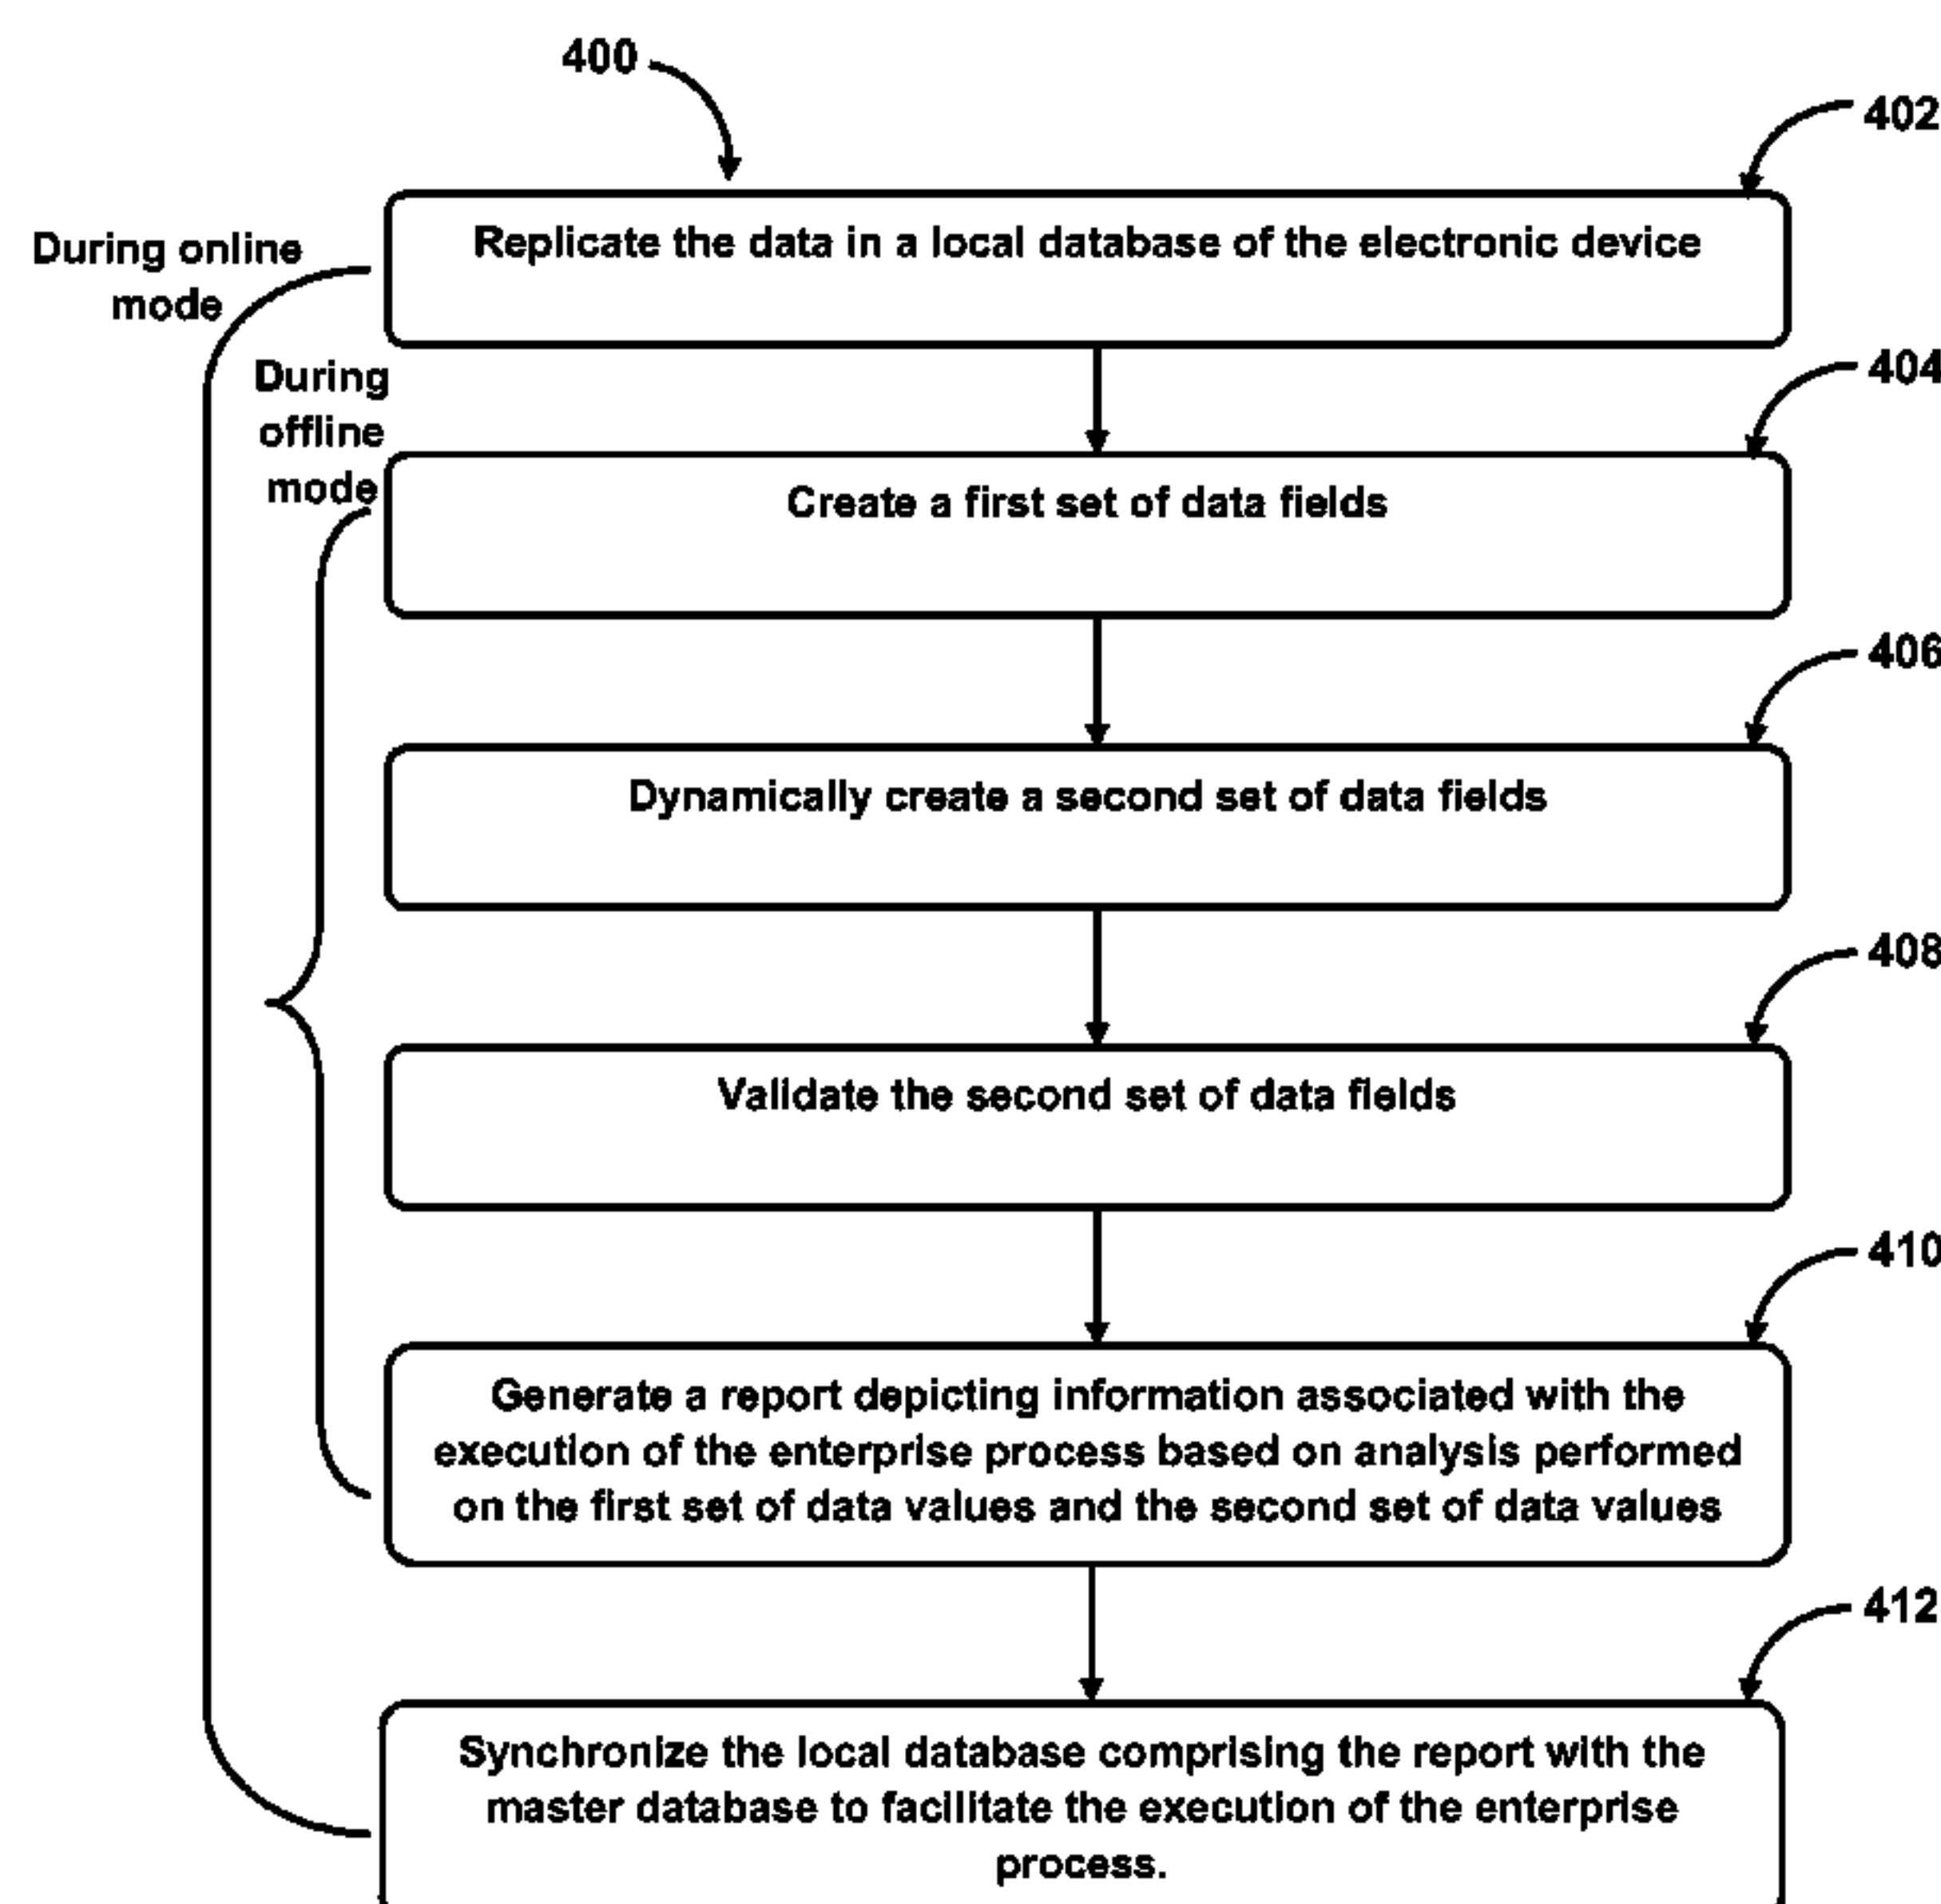 400
402
During online
mode
Replicate the data in a local database of the electronic device
404
During
offline
mode
Create a first set of data fields
406
Dynamically create a second set of data fields
408
Validate the second set of data fields
410
Generate a report depicting information associated with the
execution of the enterprise process based on analysis performed
on the first set of data values and the second set of data values
412
Synchronize the local database comprising the report with the
master database to facilitate the execution of the enterprise
process.